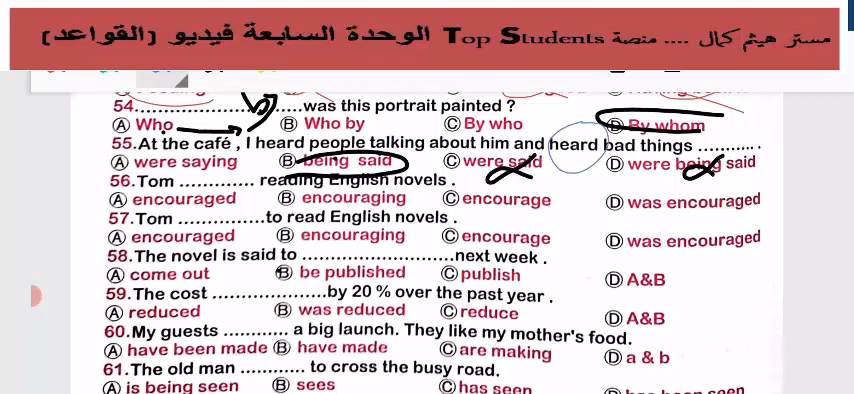 مستر هيثم كمال .... منصة Top Students الوحدة السابعة فيديو (القواعد)
54...........................was this portrait painted ?
A Who B Who by C By who D By whom
55.At the café , I heard people talking about him and heard bad things ............ .
A were saying B being said C were said D were being said
56.Tom ............. reading English novels .
A encouraged B encouraging C encourage D was encouraged
57.Tom ...............to read English novels .
A encouraged B encouraging C encourage D was encouraged
58.The novel is said to ..........................next week .
A come out B be published C publish D A&B
59.The cost ...................by 20 % over the past year .
A reduced B was reduced C reduce D A&B
60.My guests ........... a big launch. They like my mother's food.
A have been made B have made C are making D a & b
61.The old man ............ to cross the busy road.
A is being seen B sees C has seen D has been seen